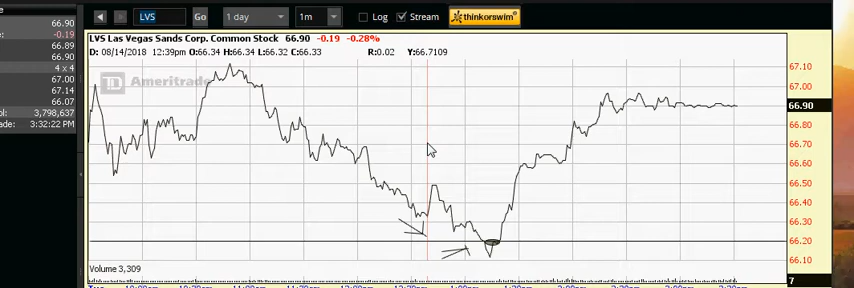 66.90
-0.19
66.89
66.90
4 x 4
67.00
67.14
66.07
3,798,637
3:32:22 PM
LVS
Go
1 day
1m
Log
Stream
thinkorswim
LVS Las Vegas Sands Corp. Common Stock 66.90 -0.19 -0.28%
D: 08/14/2018 12:39pm O:66.34 H:66.34 L:66.32 C:66.33 R:0.02 Y:66.7109
Ameritrade
67.10
67.00
66.90
66.80
66.70
66.60
66.50
66.40
66.30
66.20
66.10
Volume 3,309
7